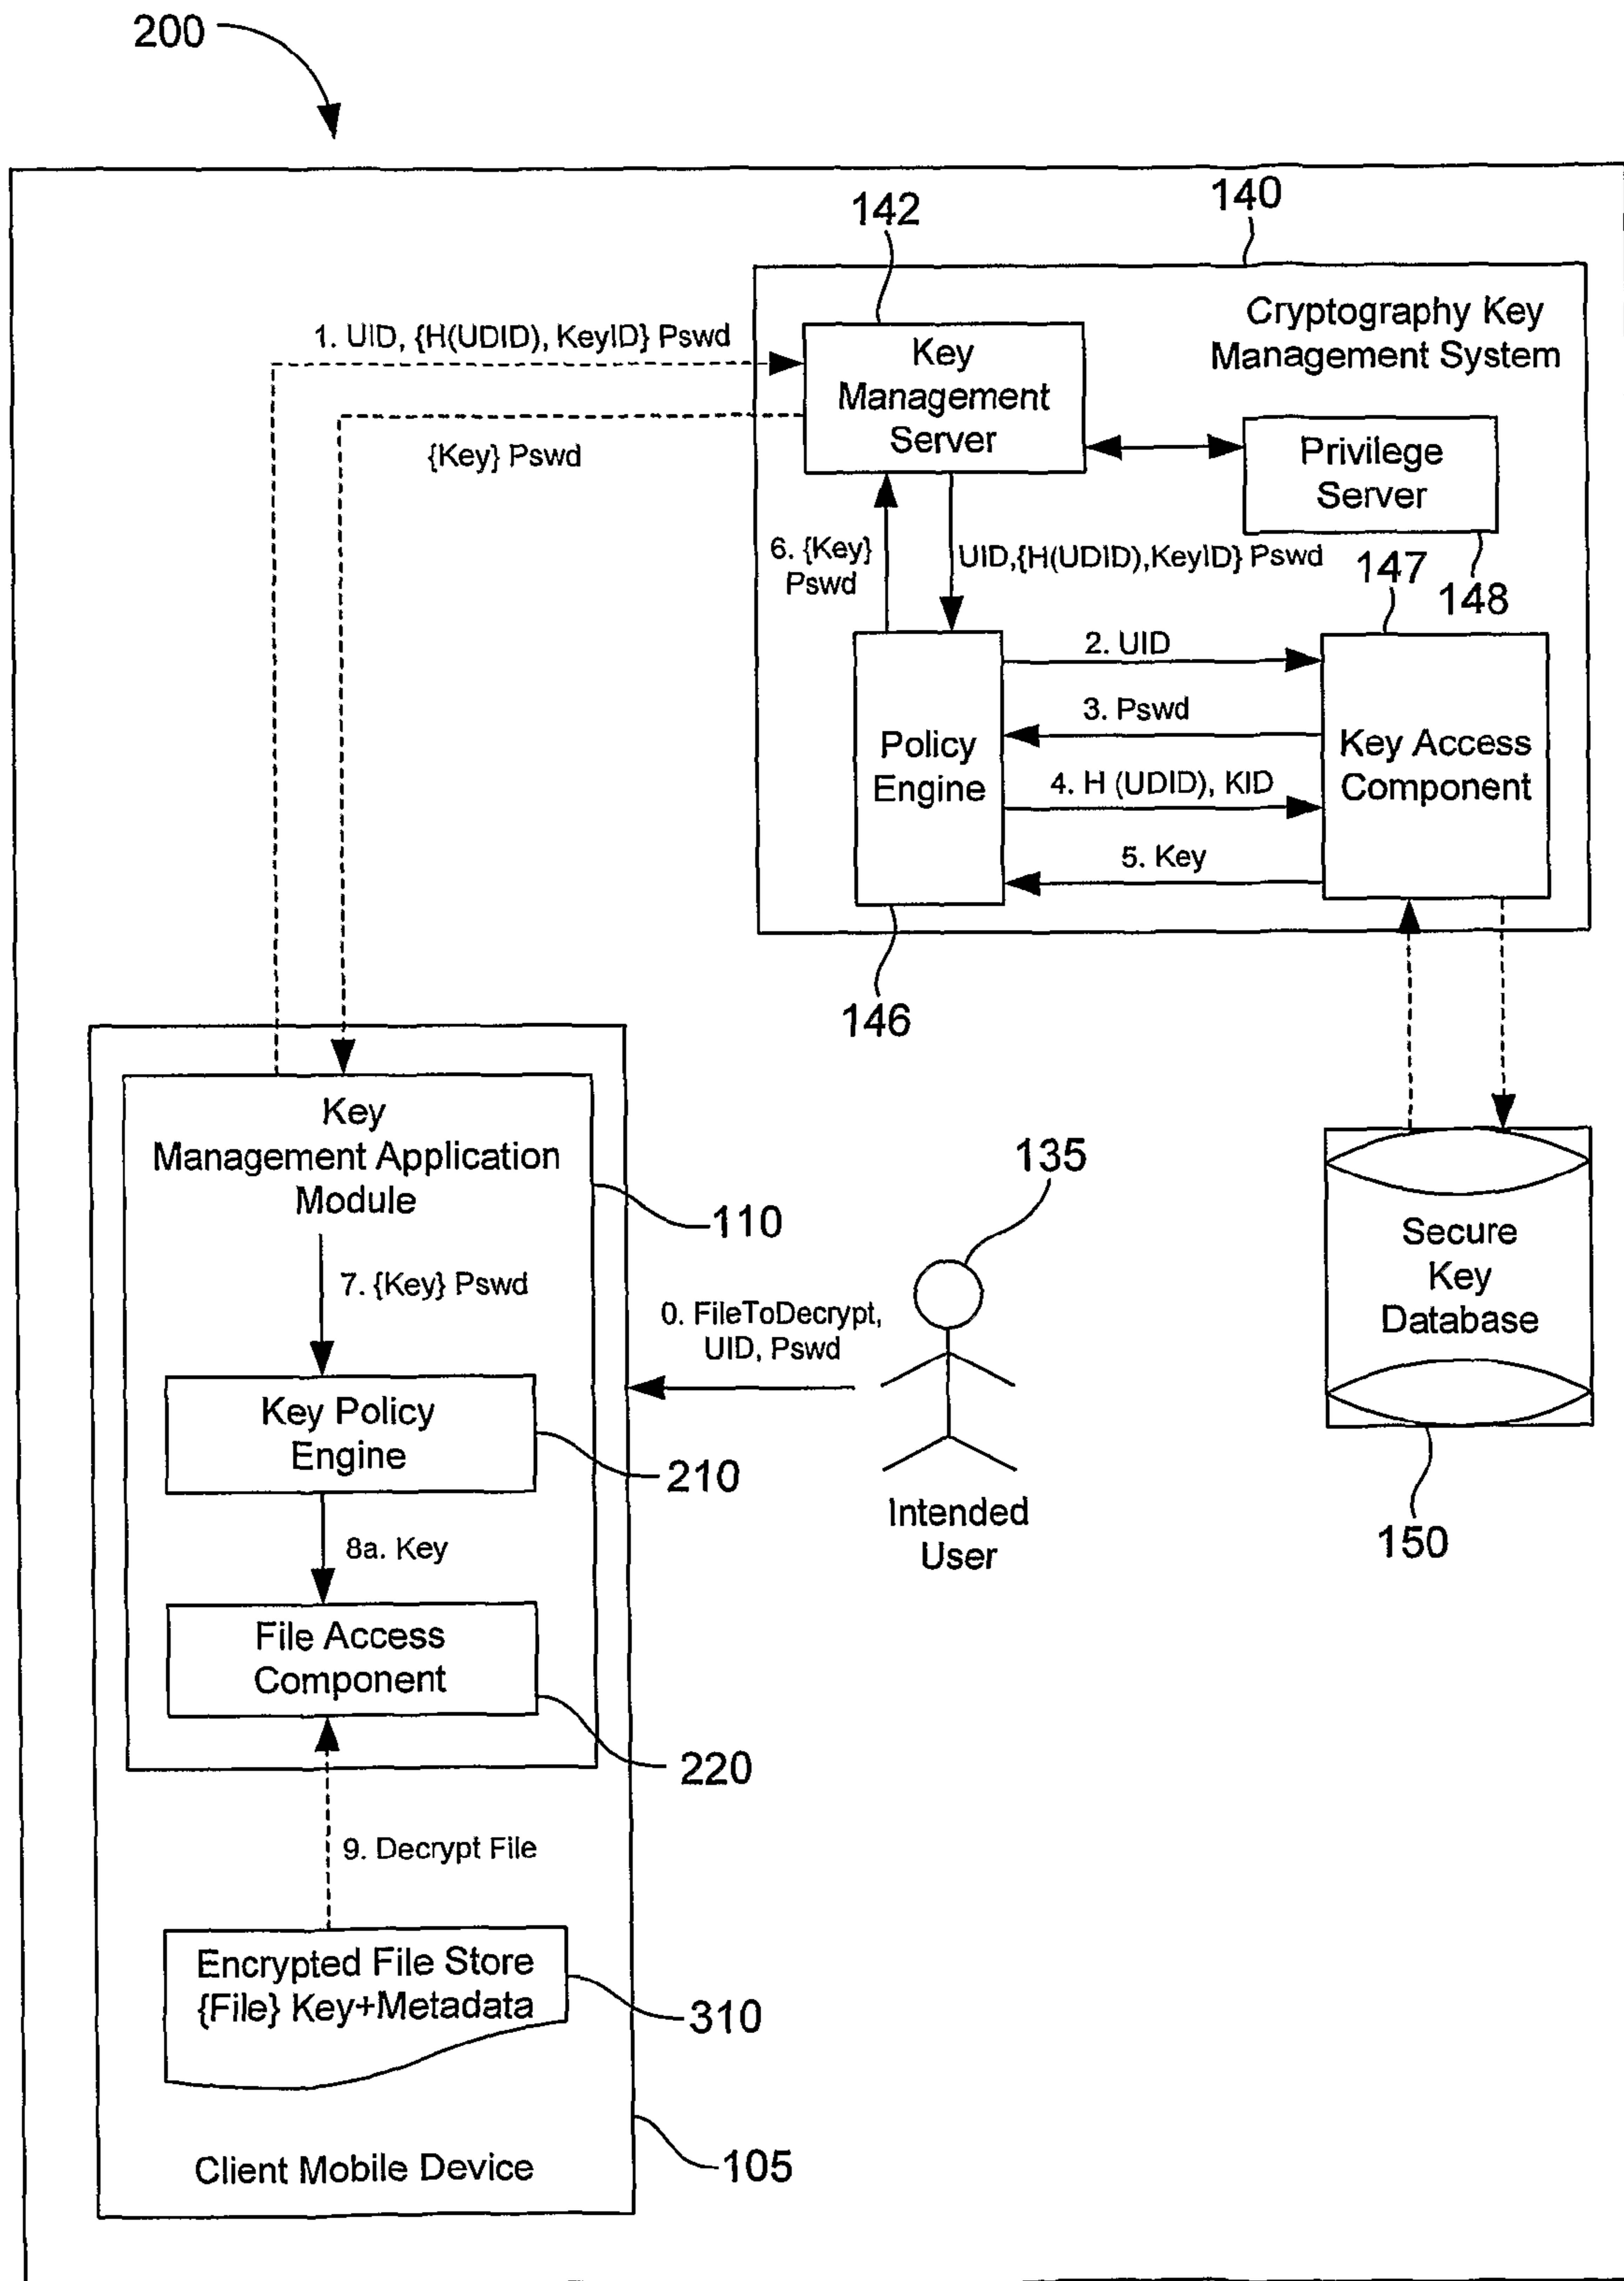 200
142
140
Cryptography Key
Management System
1. UID, {H(UDID), KeyID} Pswd
Key
Management
Server
{Key} Pswd
Privilege
Server
6. {Key}
Pswd
UID,{H(UDID),KeyID} Pswd
147
148
2. UID
3. Pswd
Policy
Engine
Key Access
Component
4. H (UDID), KID
5. Key
146
Key
Management Application
Module
110
135
7. {Key} Pswd
0. FileToDecrypt,
UID, Pswd
Secure
Key
Database
Key Policy
Engine
210
Intended
User
150
8a. Key
File Access
Component
220
9. Decrypt File
Encrypted File Store
{File} Key+Metadata
310
Client Mobile Device
105